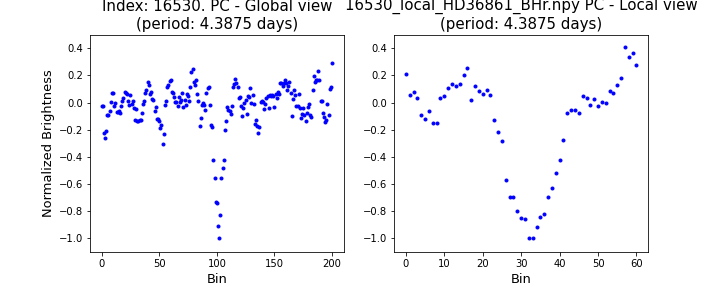 Index: 16530. PC - Global view
(period: 4.3875 days)
16530_local_HD36861_BHr.npy PC - Local view
(period: 4.3875 days)
Normalized Brightness
0.4
0.2
0.0
−0.2
−0.4
−0.6
−0.8
−1.0
0 50 100 150 200
Bin
0.4
0.2
0.0
−0.2
−0.4
−0.6
−0.8
−1.0
0 10 20 30 40 50 60
Bin